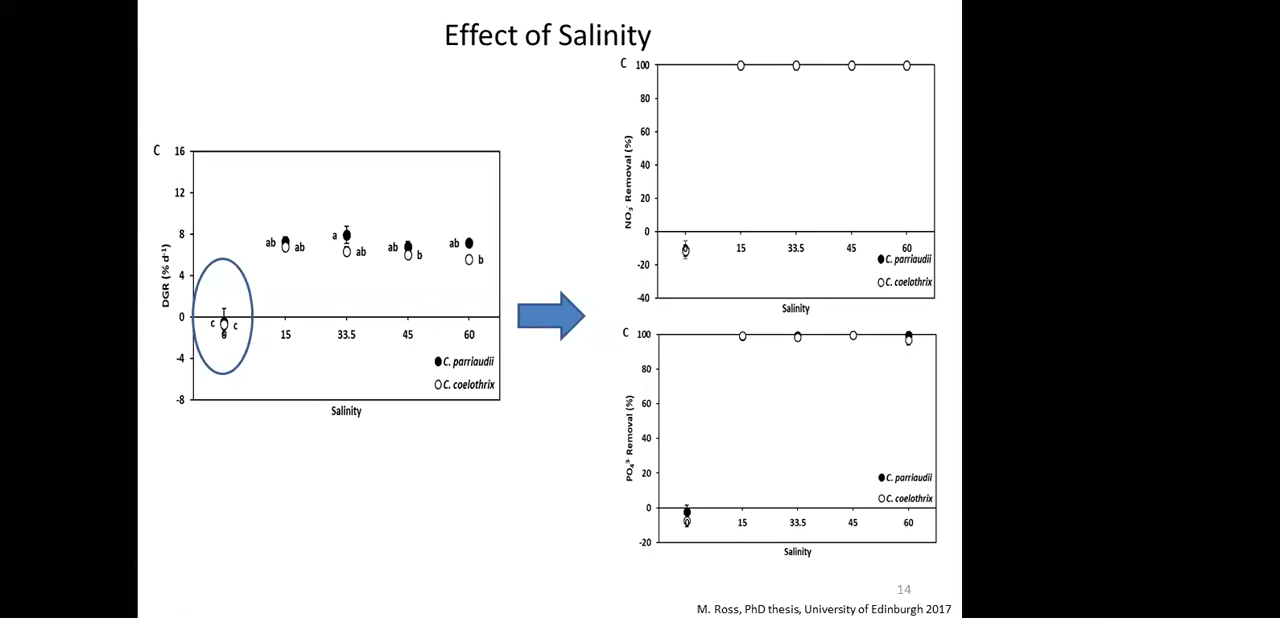 Effect of Salinity
C
16
12
8
4
0
-4
-8
DGR (% d⁻¹)
ab
ab
a
ab
ab
b
ab
b
c
c
0
15
33.5
45
60
C. parriaudii
C. coelothrix
Salinity
C
100
80
60
40
20
0
-20
-40
NO₃⁻ Removal (%)
0
15
33.5
45
60
C. parriaudii
C. coelothrix
Salinity
C
100
80
60
40
20
0
-20
PO₄³⁻ Removal (%)
0
15
33.5
45
60
C. parriaudii
C. coelothrix
Salinity
14
M. Ross, PhD thesis, University of Edinburgh 2017